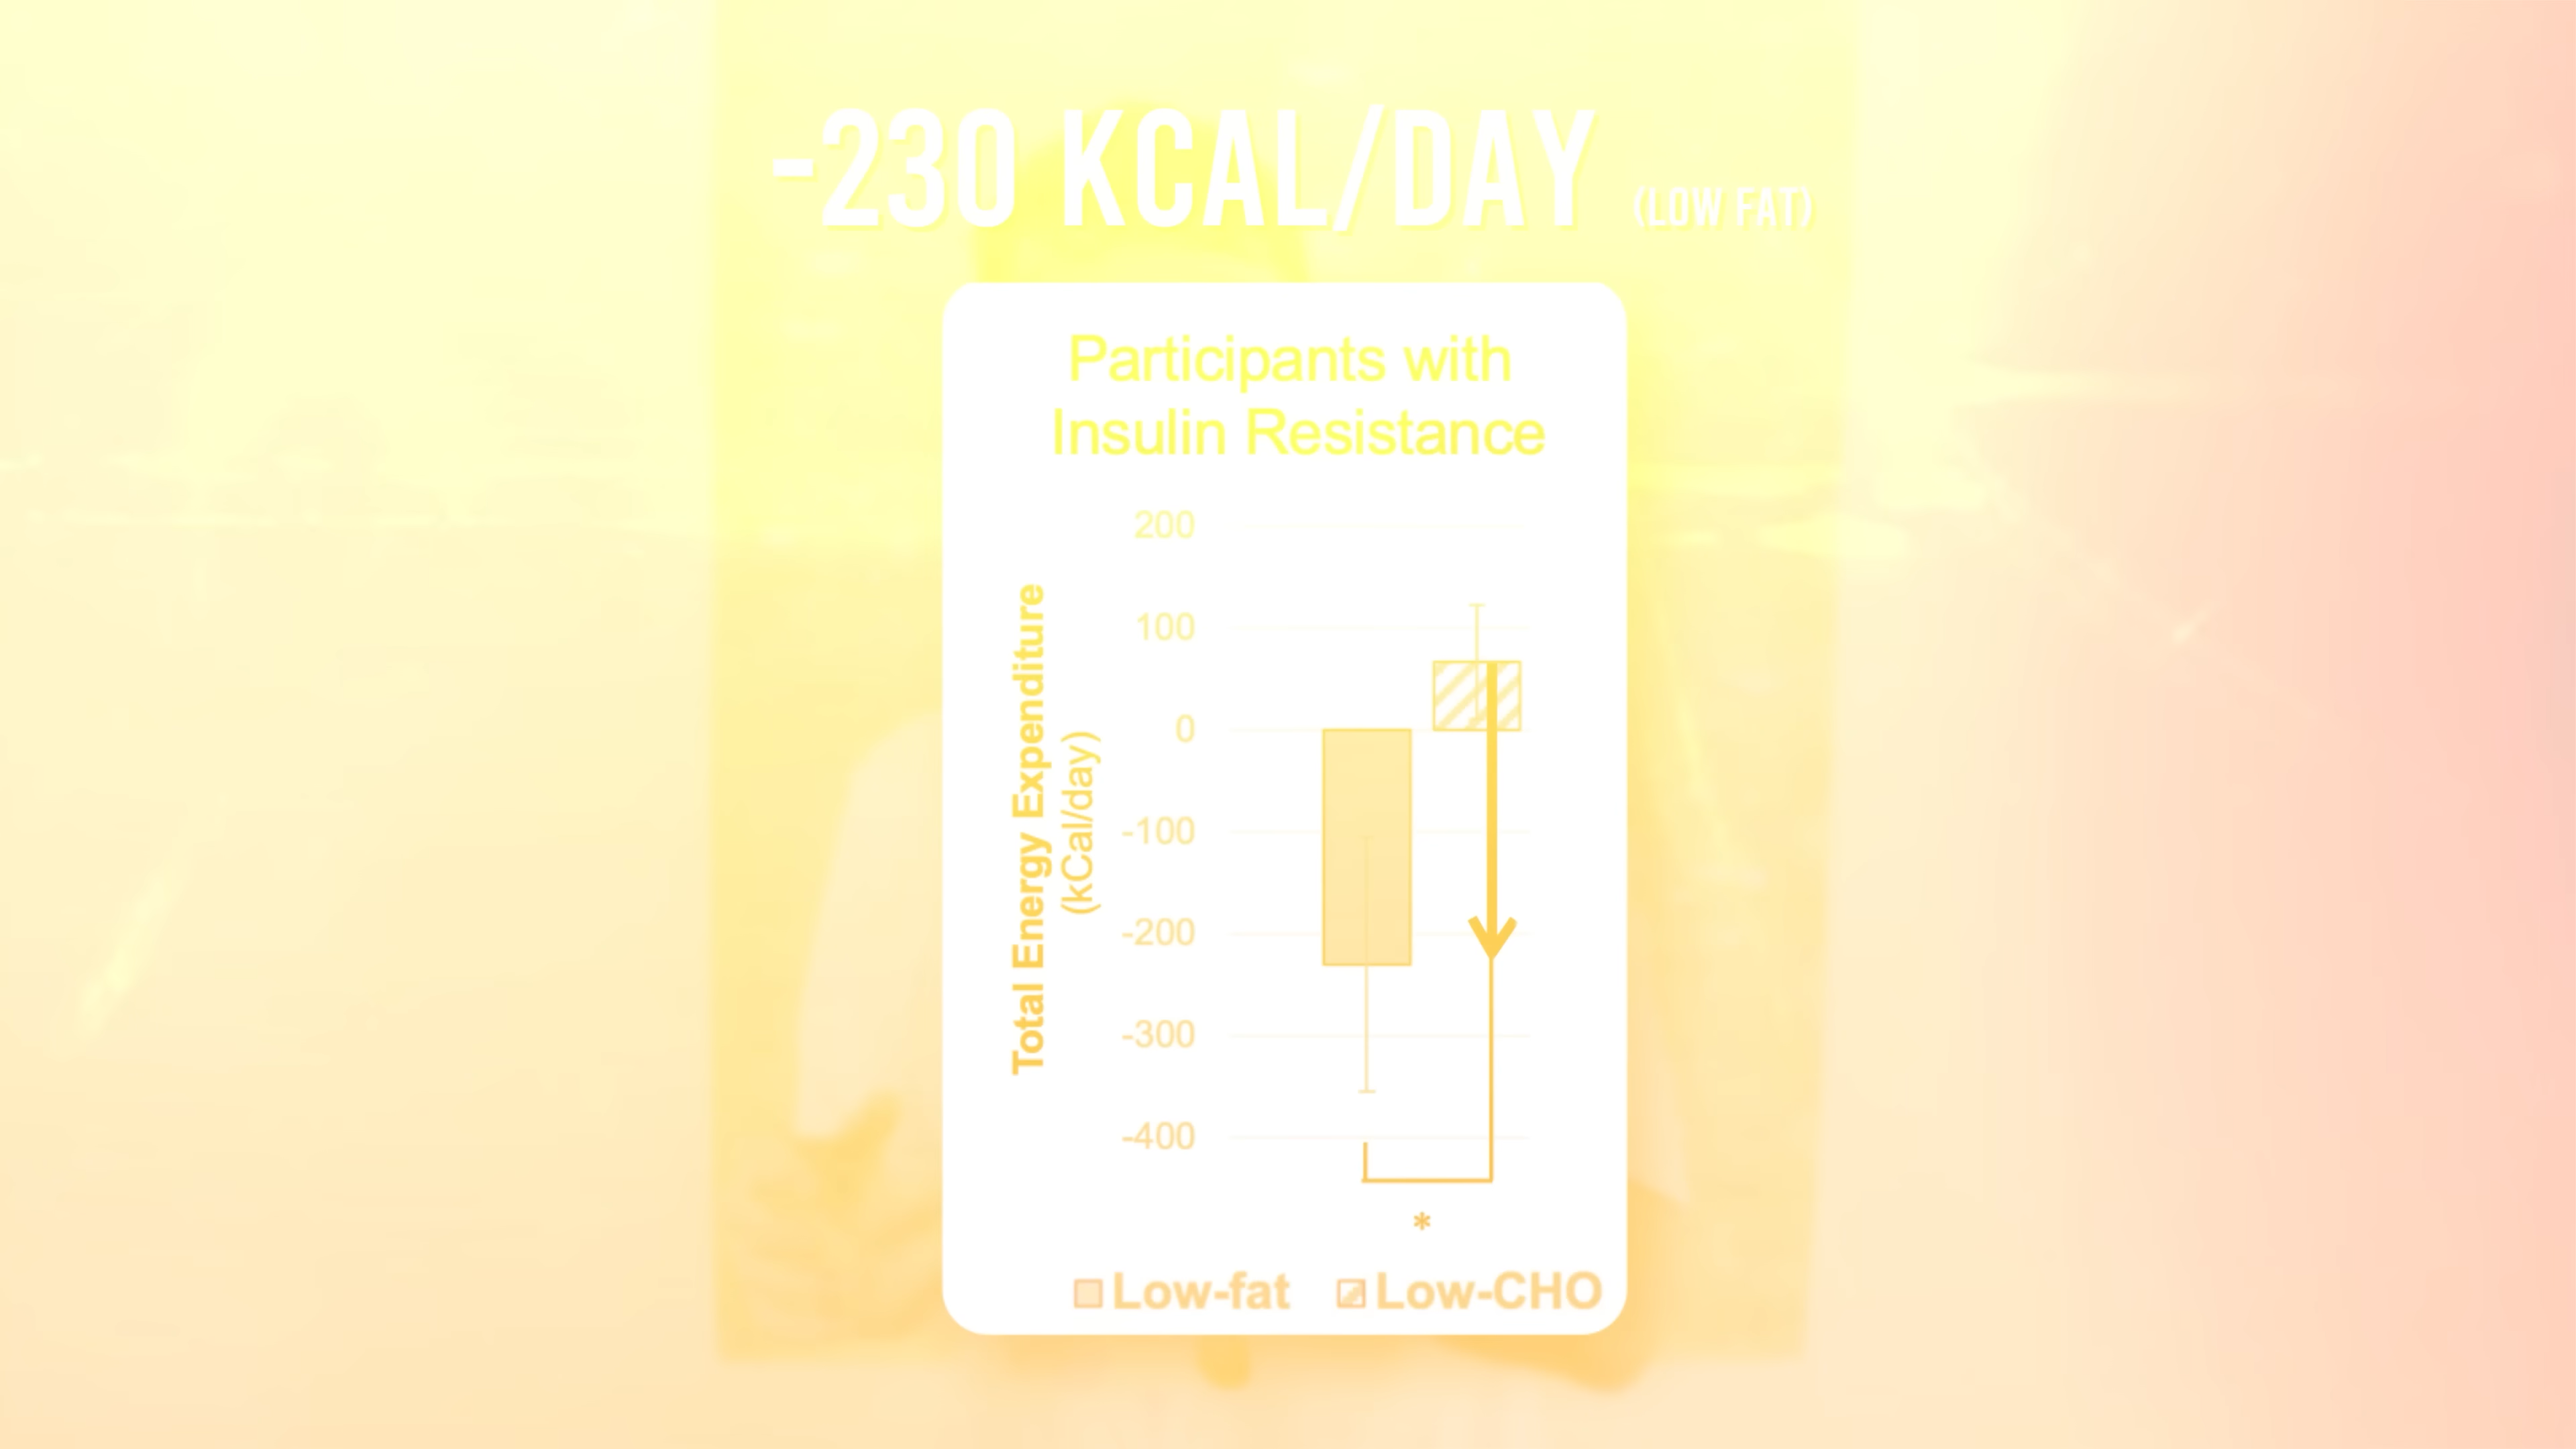 -230 KCAL/DAY (LOW FAT)
Participants with
Insulin Resistance
Total Energy Expenditure
(kCal/day)
200
100
0
-100
-200
-300
-400
*
Low-fat Low-CHO